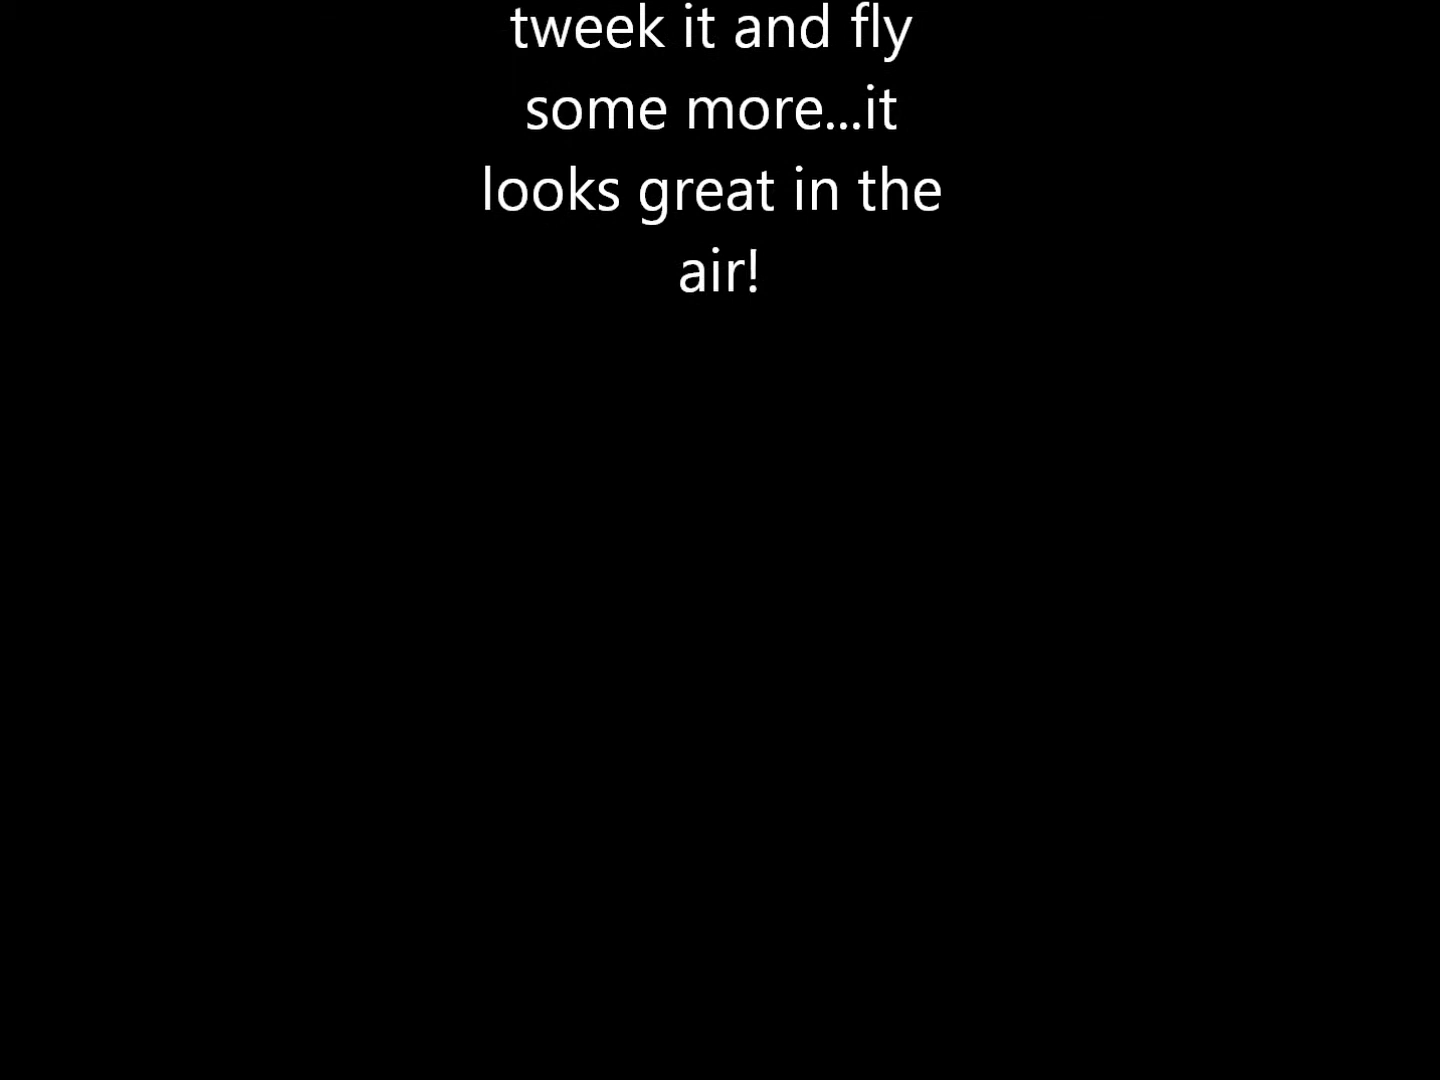 tweek it and fly
some more...it
looks great in the
air!